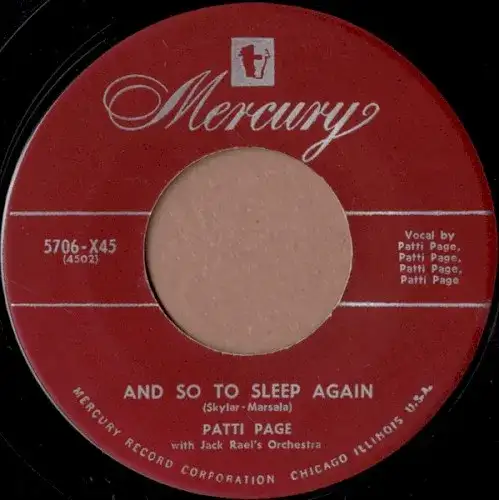 Mercury
5706-X45
(4502)
Vocal by
Patti Page,
Patti Page,
Patti Page,
Patti Page
AND SO TO SLEEP AGAIN
(Skylar-Marsala)
PATTI PAGE
with Jack Rael's Orchestra
MERCURY RECORD CORPORATION CHICAGO ILLINOIS U.S.A.